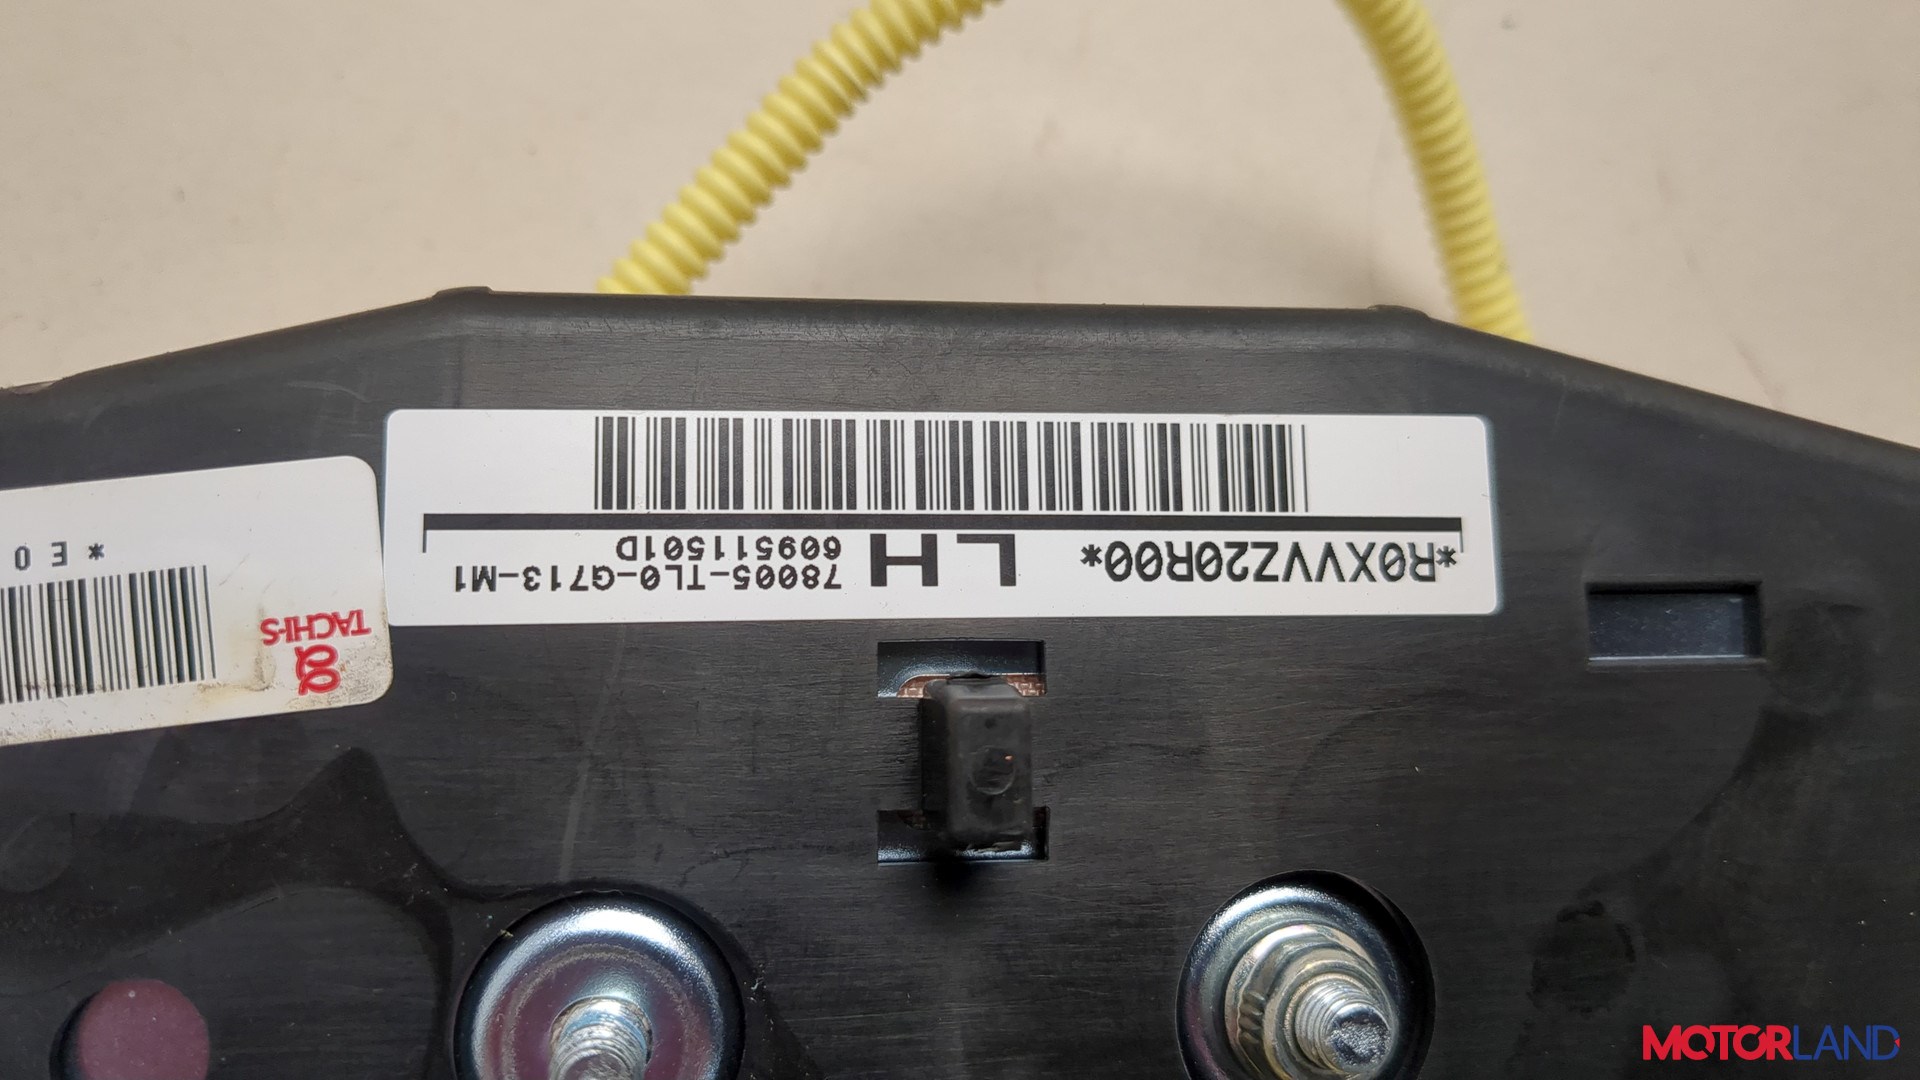 *R0XVVZ20R00*
LH
78005-TL0-G713-M1
609511501D
TACHI-S
*E0
MOTORLAND